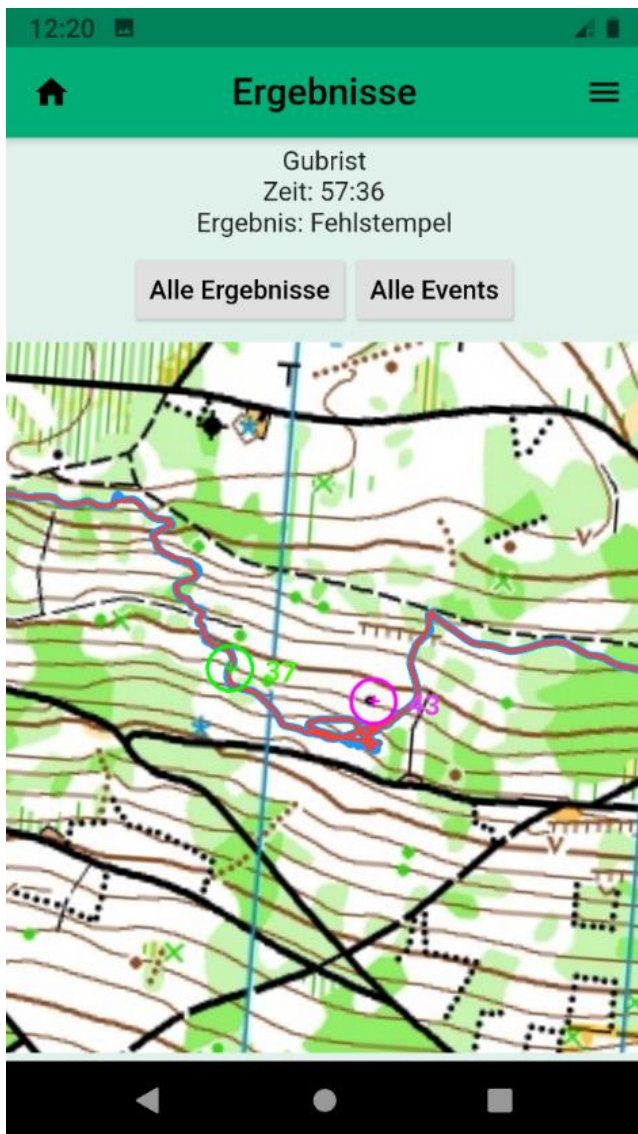 12:20
Ergebnisse
Gubrist
Zeit: 57:36
Ergebnis: Fehlstempel
Alle Ergebnisse
Alle Events
37
43